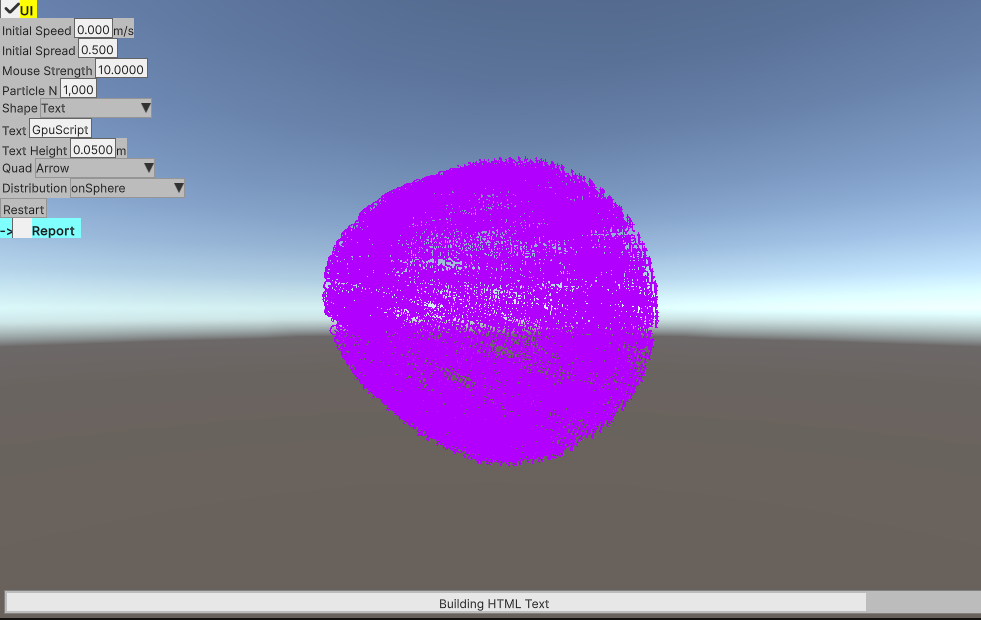 UI
Initial Speed 0.000 m/s
Initial Spread 0.500
Mouse Strength 10.0000
Particle N 1,000
Shape Text
Text GpuScript
Text Height 0.0500 m
Quad Arrow
Distribution onSphere
Restart
-> Report
Building HTML Text